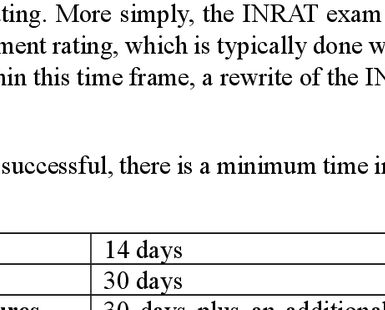 ating. More simply, the INRAT exam
ment rating, which is typically done w
hin this time frame, a rewrite of the IN
successful, there is a minimum time in
14 days
30 days
ures 30 days plus an additional